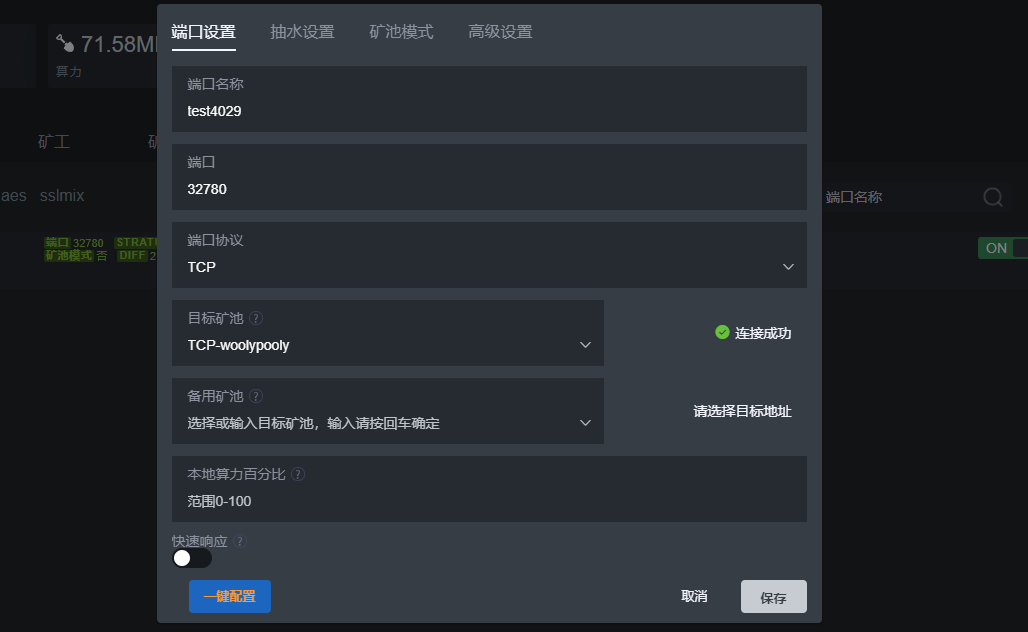 端口设置 抽水设置 矿池模式 高级设置
71.58M
算力
端口名称
test4029
矿工
端口
32780
aes sslmix
端口名称
端口协议
TCP
端口 32780 STRATU
矿池模式 否 DIFF 2
ON
目标矿池 ?
TCP-woolypooly
连接成功
备用矿池 ?
选择或输入目标矿池，输入请按回车确定
请选择目标地址
本地算力百分比 ?
范围0-100
快速响应 ?
一键配置 取消 保存